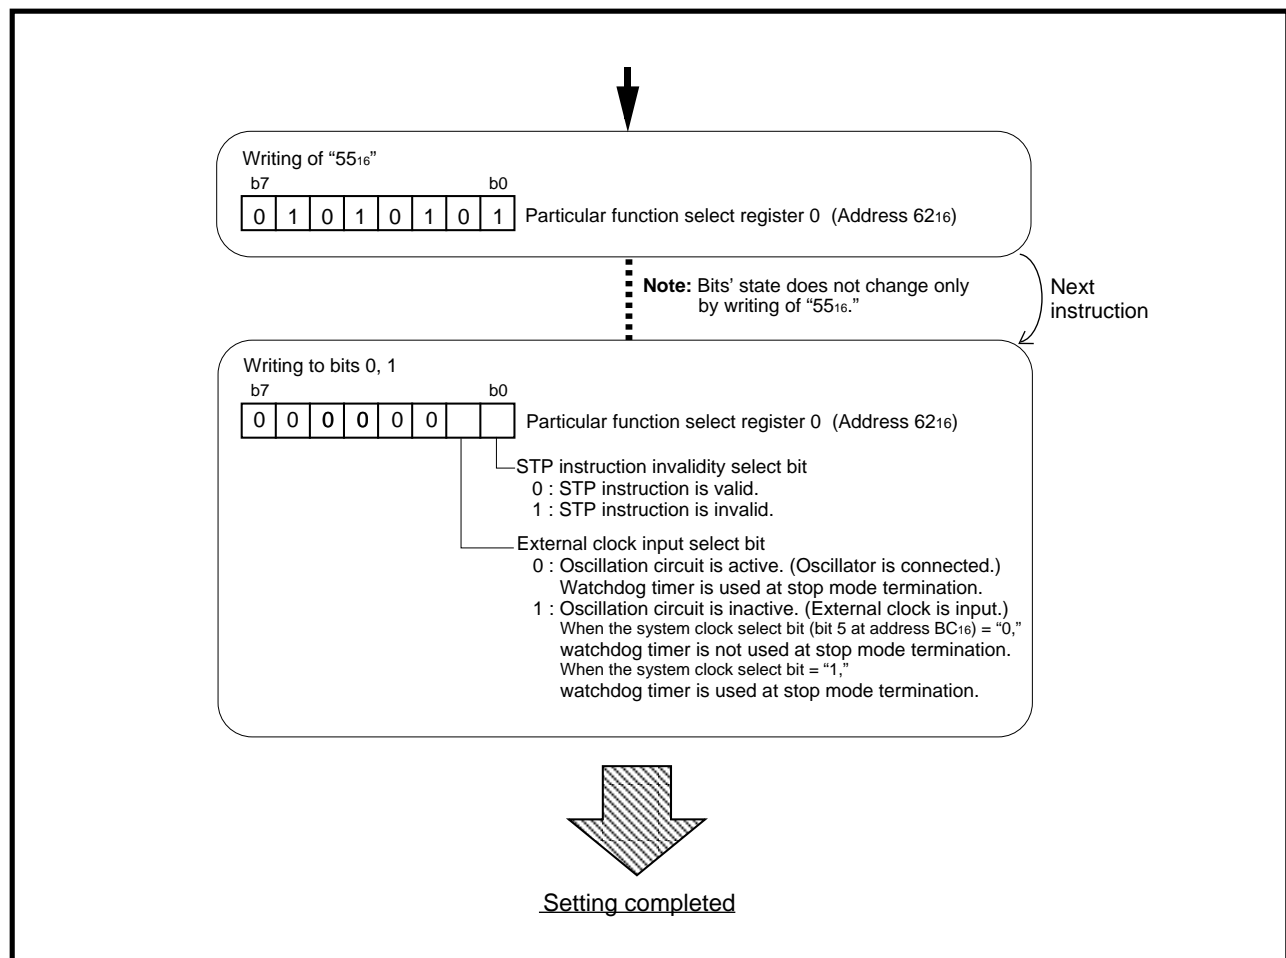 Writing of “55₁₆”
b7 b0
0 1 0 1 0 1 0 1 Particular function select register 0 (Address 62₁₆)
Note: Bits’ state does not change only
by writing of “55₁₆.”
Next
instruction
Writing to bits 0, 1
b7 b0
0 0 0 0 0 0 Particular function select register 0 (Address 62₁₆)
STP instruction invalidity select bit
0 : STP instruction is valid.
1 : STP instruction is invalid.
External clock input select bit
0 : Oscillation circuit is active. (Oscillator is connected.)
Watchdog timer is used at stop mode termination.
1 : Oscillation circuit is inactive. (External clock is input.)
When the system clock select bit (bit 5 at address BC₁₆) = “0,”
watchdog timer is not used at stop mode termination.
When the system clock select bit = “1,”
watchdog timer is used at stop mode termination.
Setting completed